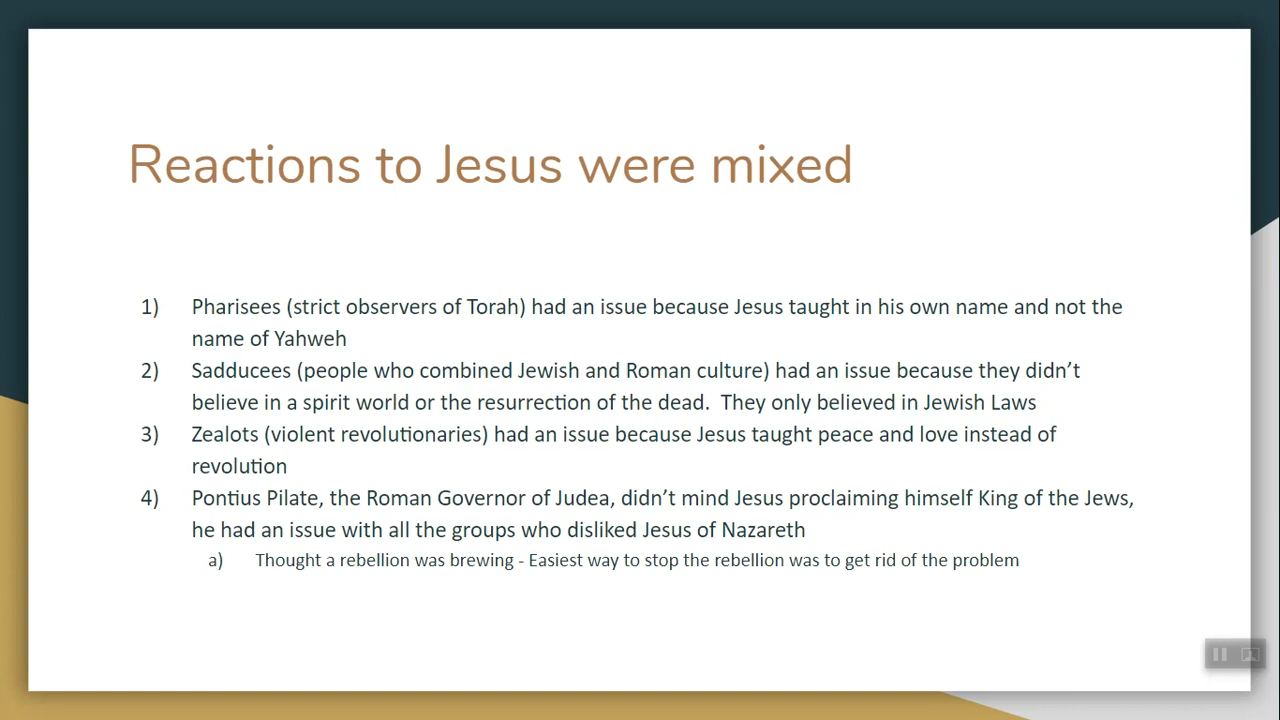 Reactions to Jesus were mixed
1) Pharisees (strict observers of Torah) had an issue because Jesus taught in his own name and not the
name of Yahweh
2) Sadducees (people who combined Jewish and Roman culture) had an issue because they didn’t
believe in a spirit world or the resurrection of the dead.  They only believed in Jewish Laws
3) Zealots (violent revolutionaries) had an issue because Jesus taught peace and love instead of
revolution
4) Pontius Pilate, the Roman Governor of Judea, didn’t mind Jesus proclaiming himself King of the Jews,
he had an issue with all the groups who disliked Jesus of Nazareth
a) Thought a rebellion was brewing - Easiest way to stop the rebellion was to get rid of the problem